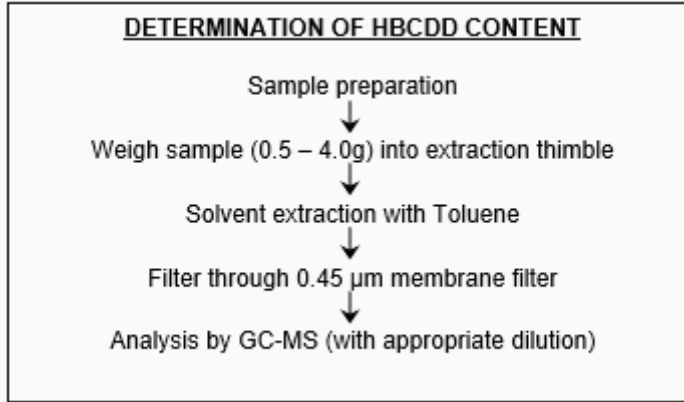 DETERMINATION OF HBCDD CONTENT
Sample preparation
Weigh sample (0.5 – 4.0g) into extraction thimble
Solvent extraction with Toluene
Filter through 0.45 µm membrane filter
Analysis by GC-MS (with appropriate dilution)